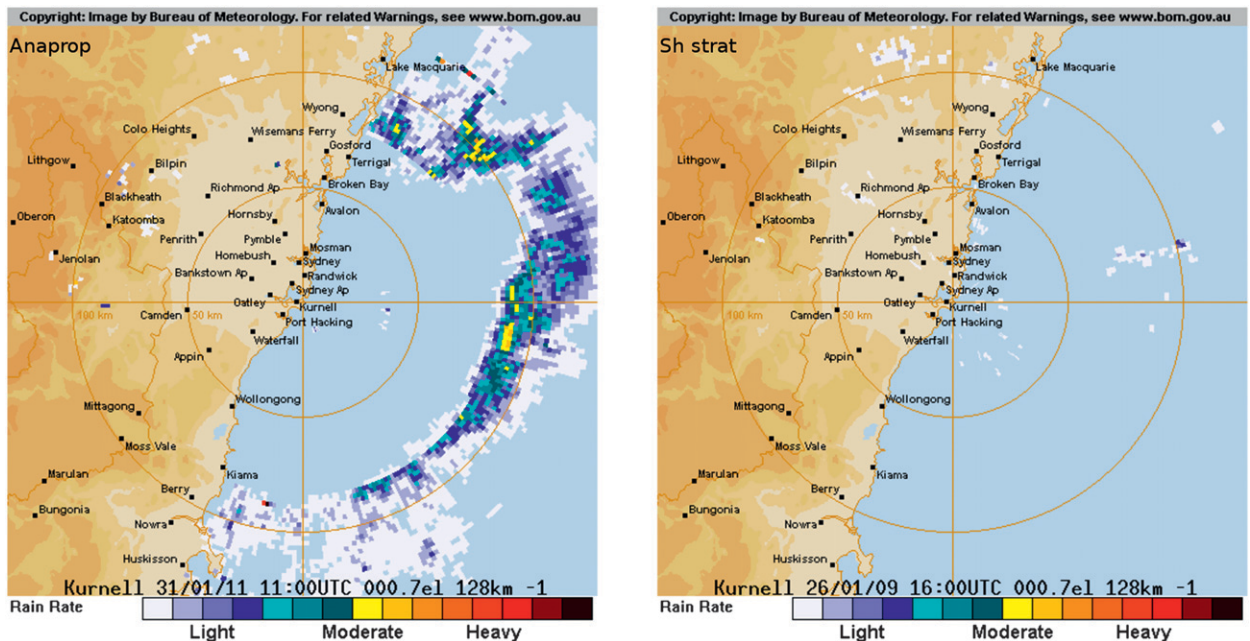 Copyright: Image by Bureau of Meteorology. For related Warnings, see www.bom.gov.au
Anaprop
Lake Macquarie
Wyong
Colo Heights
Wisemans Ferry
Gosford
Lithgow
Bilpin
Terrigal
Broken Bay
Richmond Ap
Blackheath
Avalon
Oberon
Katoomba
Hornsby
Penrith
Pymble
Jenolan
Mosman
Homebush
Sydney
Bankstown Ap
Randwick
Sydney Ap
Oatley
Kurnell
100 km
Camden
50 km
Port Hacking
Waterfall
Appin
Mittagong
Wollongong
Moss Vale
Marulan
Kiama
Berry
Bungonia
Nowra
Huskisson
Kurnell 31/01/11 11:00UTC 000.7el 128km -1
Rain Rate
Light Moderate Heavy
Copyright: Image by Bureau of Meteorology. For related Warnings, see www.bom.gov.au
Sh strat
Lake Macquarie
Wyong
Colo Heights
Wisemans Ferry
Gosford
Lithgow
Bilpin
Terrigal
Broken Bay
Richmond Ap
Blackheath
Avalon
Oberon
Katoomba
Hornsby
Penrith
Pymble
Jenolan
Mosman
Homebush
Sydney
Bankstown Ap
Randwick
Sydney Ap
Oatley
Kurnell
100 km
Camden
50 km
Port Hacking
Waterfall
Appin
Mittagong
Wollongong
Moss Vale
Marulan
Kiama
Berry
Bungonia
Nowra
Huskisson
Kurnell 26/01/09 16:00UTC 000.7el 128km -1
Rain Rate
Light Moderate Heavy